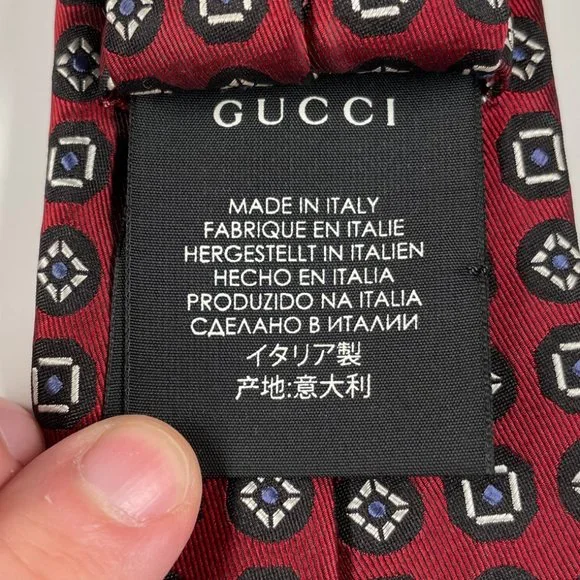 GUCCI
MADE IN ITALY
FABRIQUE EN ITALIE
HERGESTELLT IN ITALIEN
HECHO EN ITALIA
PRODUZIDO NA ITALIA
СДЕЛАНО В ИТАЛИИ
イタリア製
产地:意大利